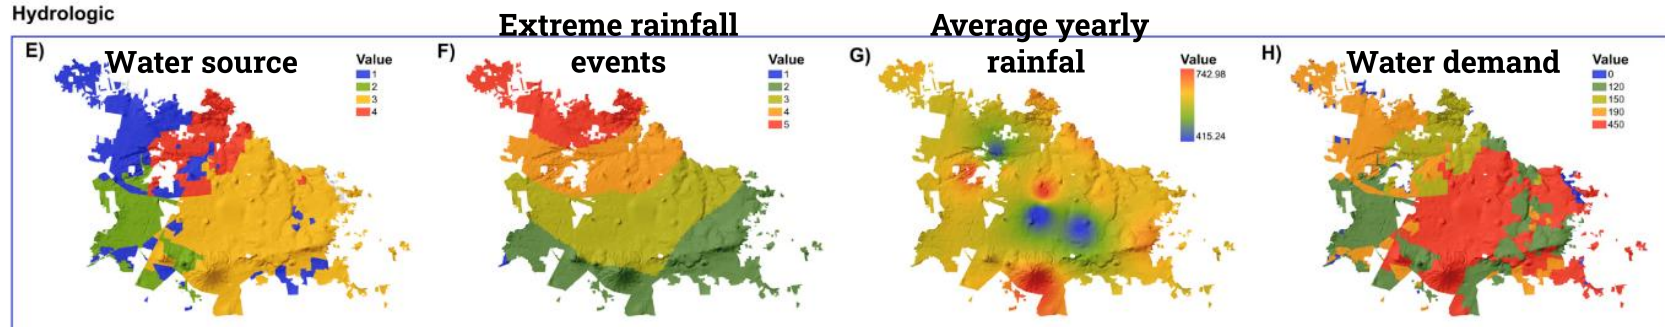 Hydrologic
E)
Water source
Value
1
2
3
4
F)
Extreme rainfall
events
Value
1
2
3
4
5
G)
Average yearly
rainfal
Value
742.98
415.24
H)
Water demand
Value
0
120
150
190
450